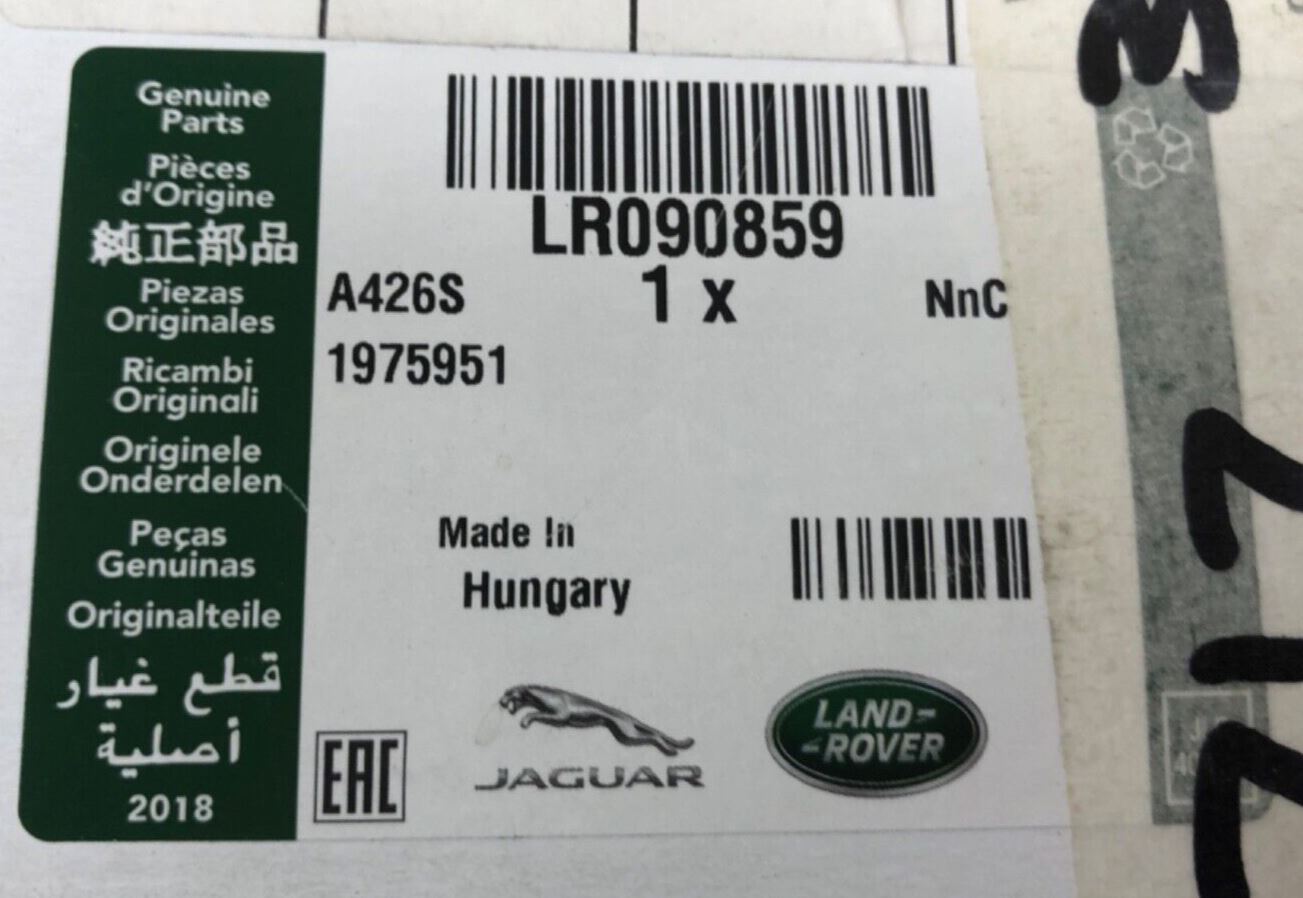 Genuine
Parts
Pièces
d'Origine
純正部品
Piezas
Originales
Ricambi
Originali
Originele
Onderdelen
Peças
Genuinas
Originalteile
قطع غيار
أصلية
2018
LR090859
A426S
1 x
NnC
1975951
Made In
Hungary
EAC
JAGUAR
LAND-
-ROVER